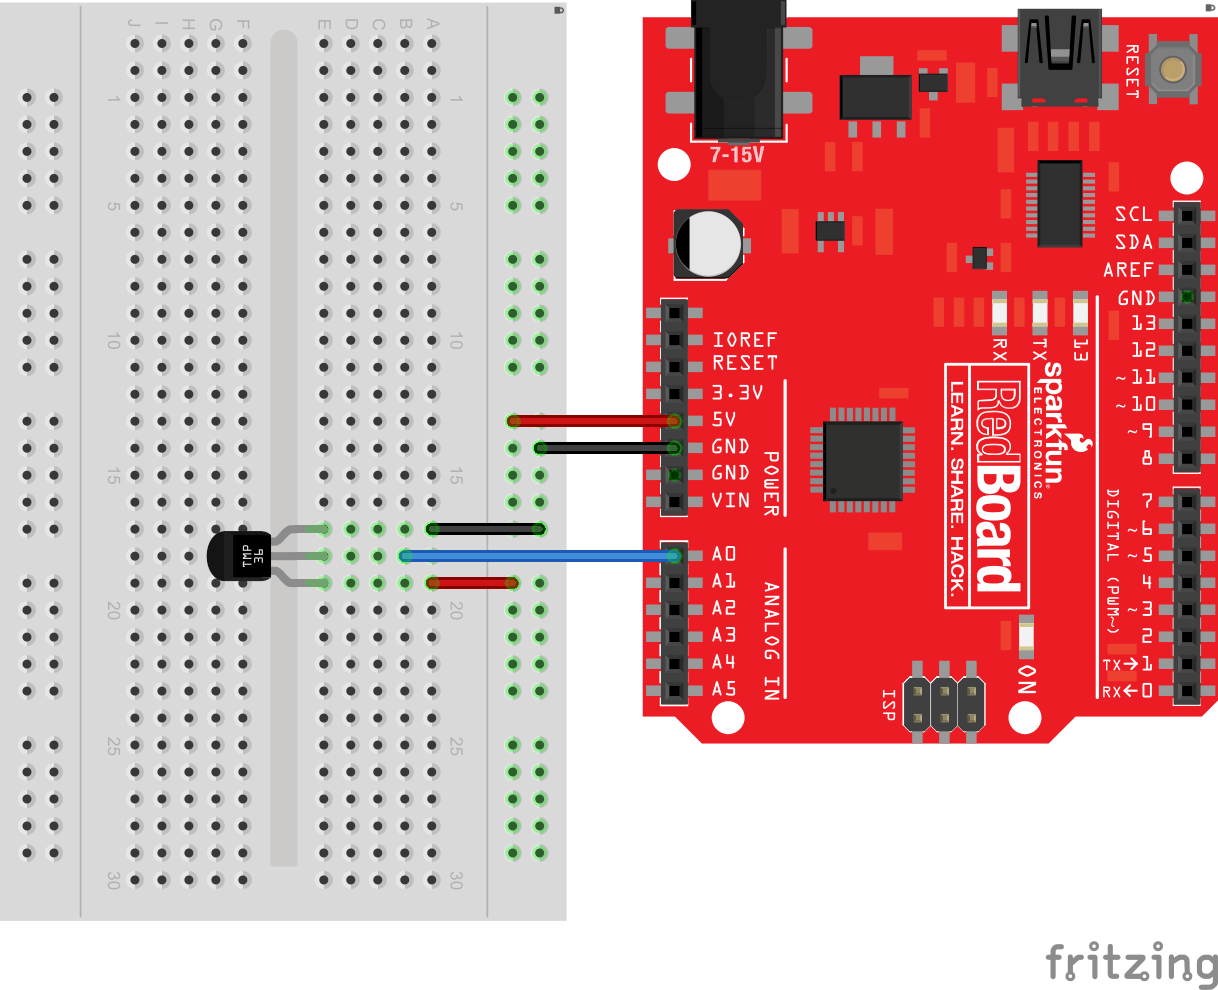 J I H G F E D C B A
1 1
5 5
10 10
15 15
20 20
25 25
30 30
TMP
36
7-15V
RESET
SCL
SDA
AREF
GND
13
12
~11
~10
~9
8
7
~6
~5
4
~3
2
TX→1
RX←0
DIGITAL (PWM~)
IOREF
RESET
3.3V
5V
GND
GND
VIN
POWER
A0
A1
A2
A3
A4
A5
ANALOG IN
RX
TX
13
sparkfun
ELECTRONICS
RedBoard
LEARN. SHARE. HACK.
ON
ISP
fritzing